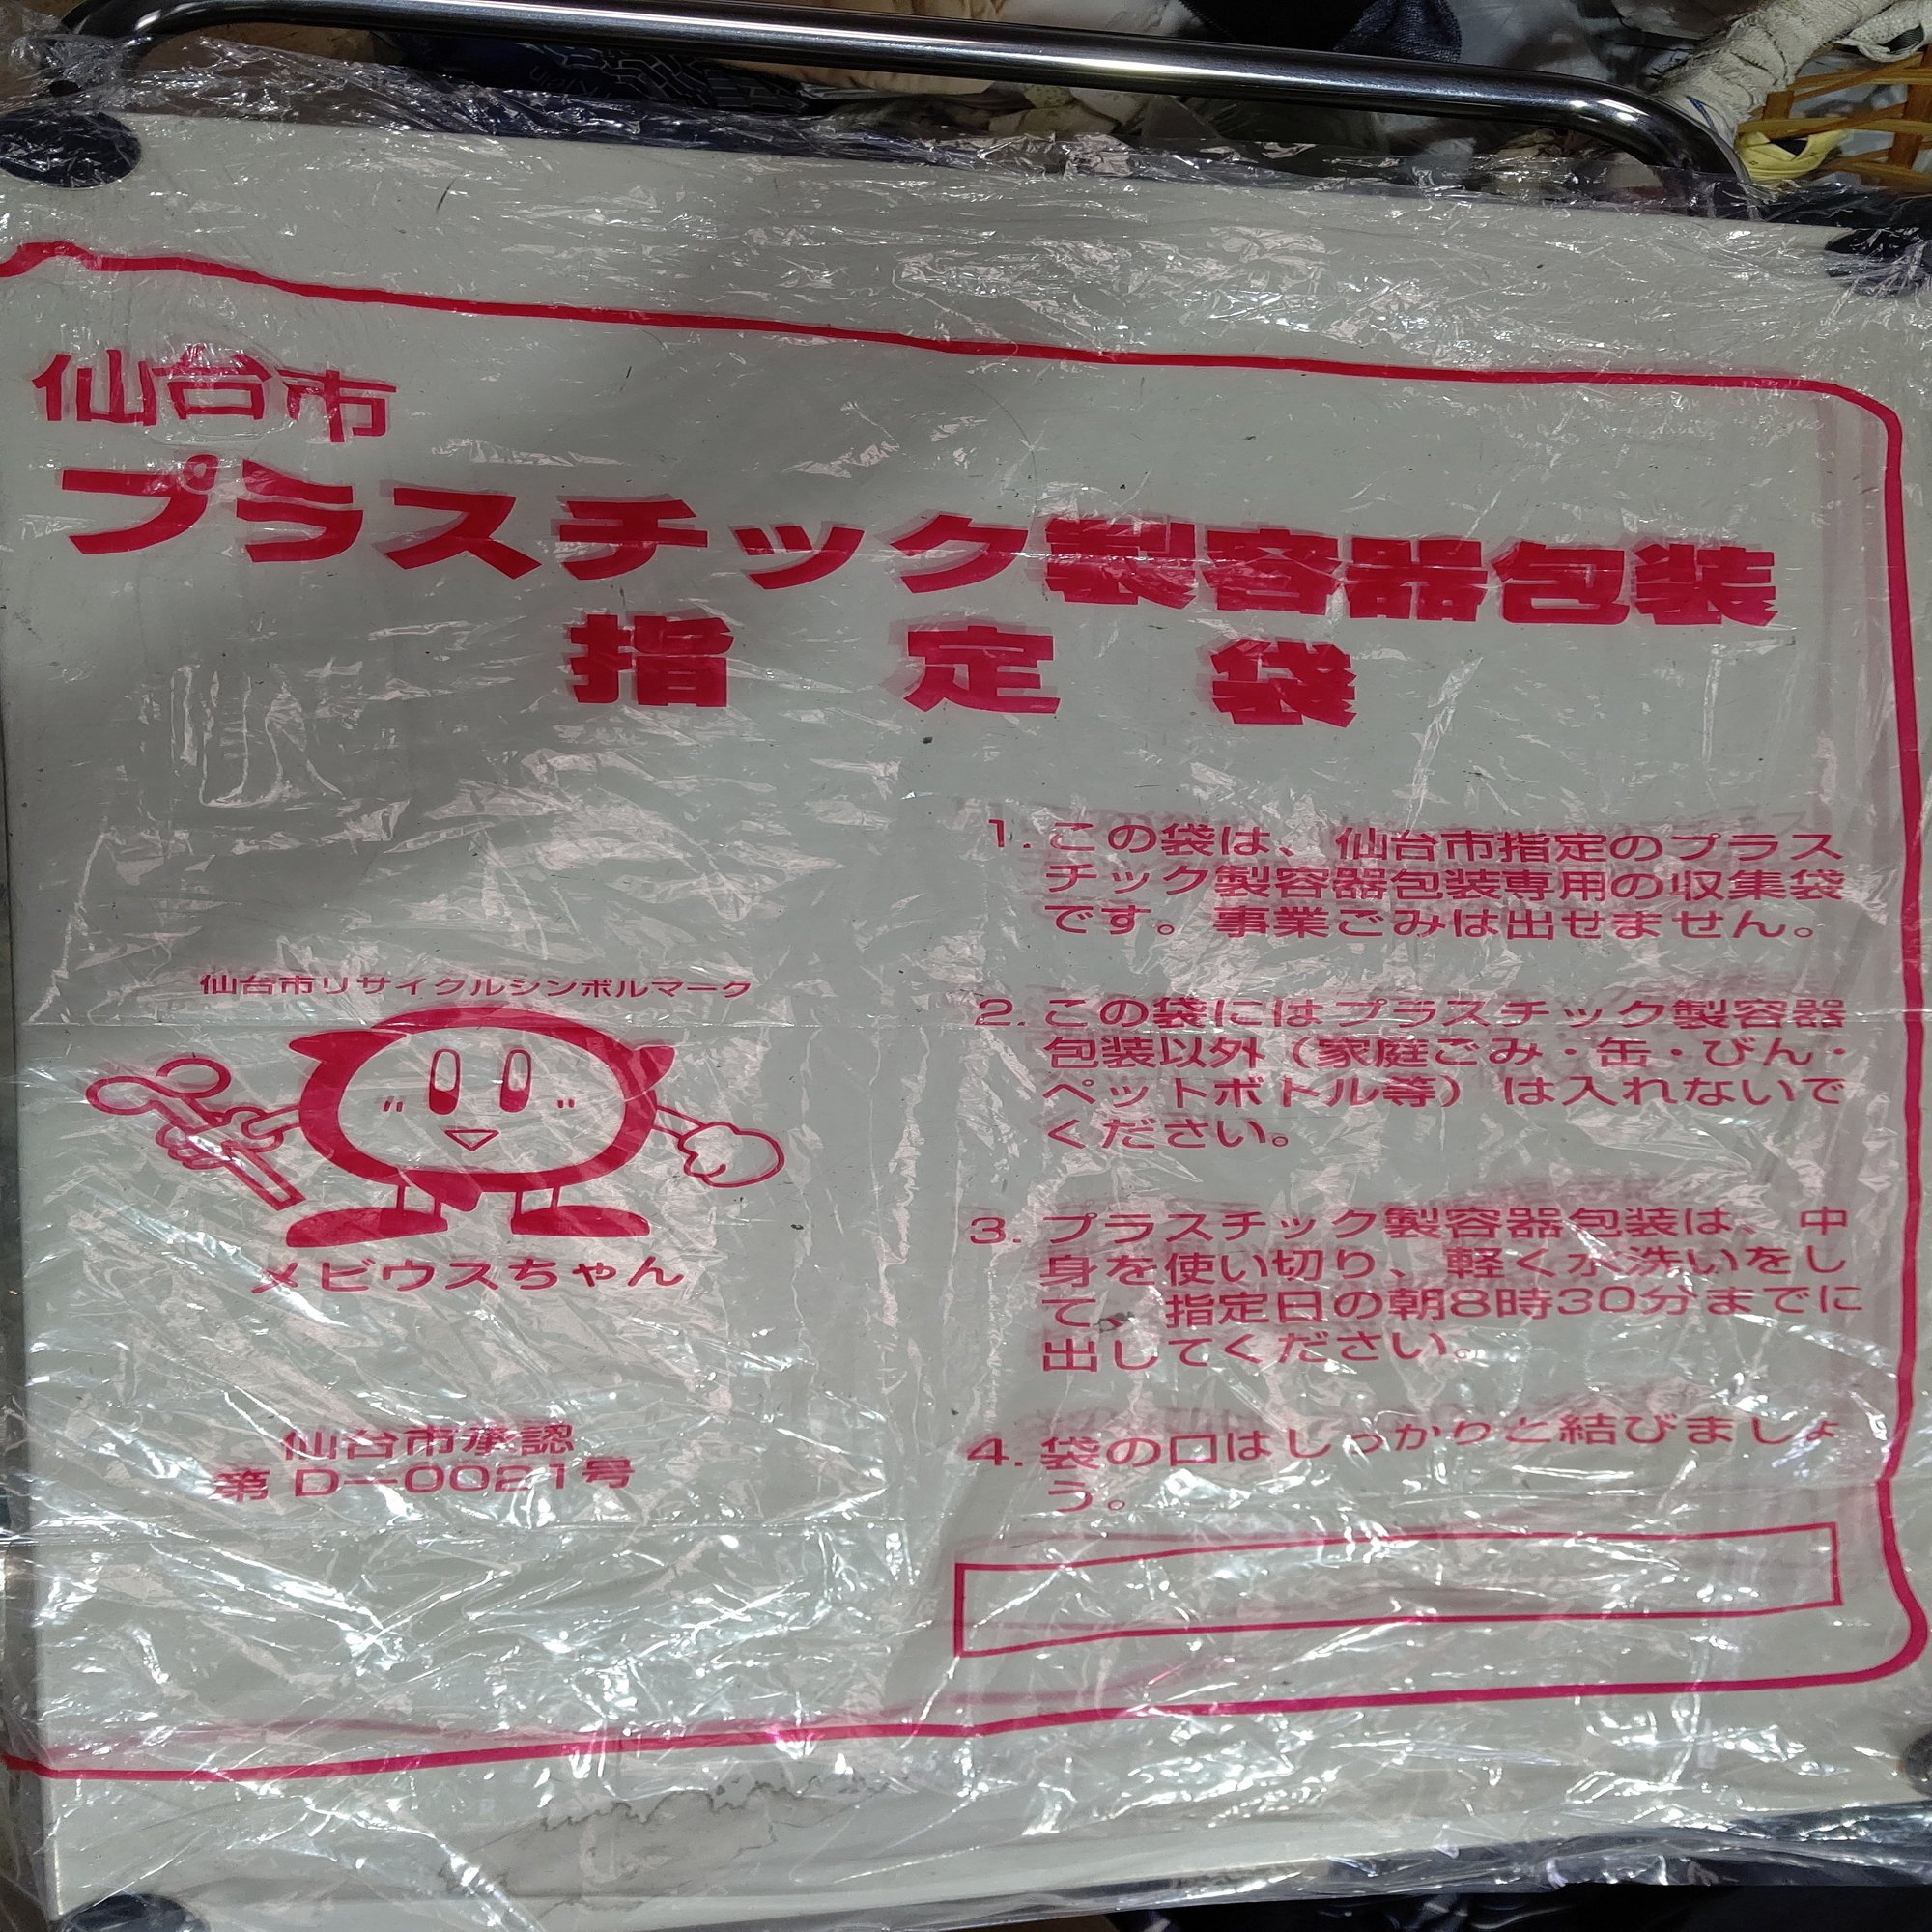 仙台市
プラスチック製容器包装
指定袋
1. この袋は、仙台市指定のプラス
チック製容器包装専用の収集袋
です。事業ごみは出せません。
2. この袋にはプラスチック製容器
包装以外（家庭ごみ・缶・びん・
ペットボトル等）は入れないで
ください。
3. プラスチック製容器包装は、中
身を使い切り、軽く水洗いをし
て、指定日の朝8時30分までに
出してください。
4. 袋の口はしっかりと結びましょ
う。
仙台市リサイクルシンボルマーク
メビウスちゃん
仙台市承認
第D－0021号